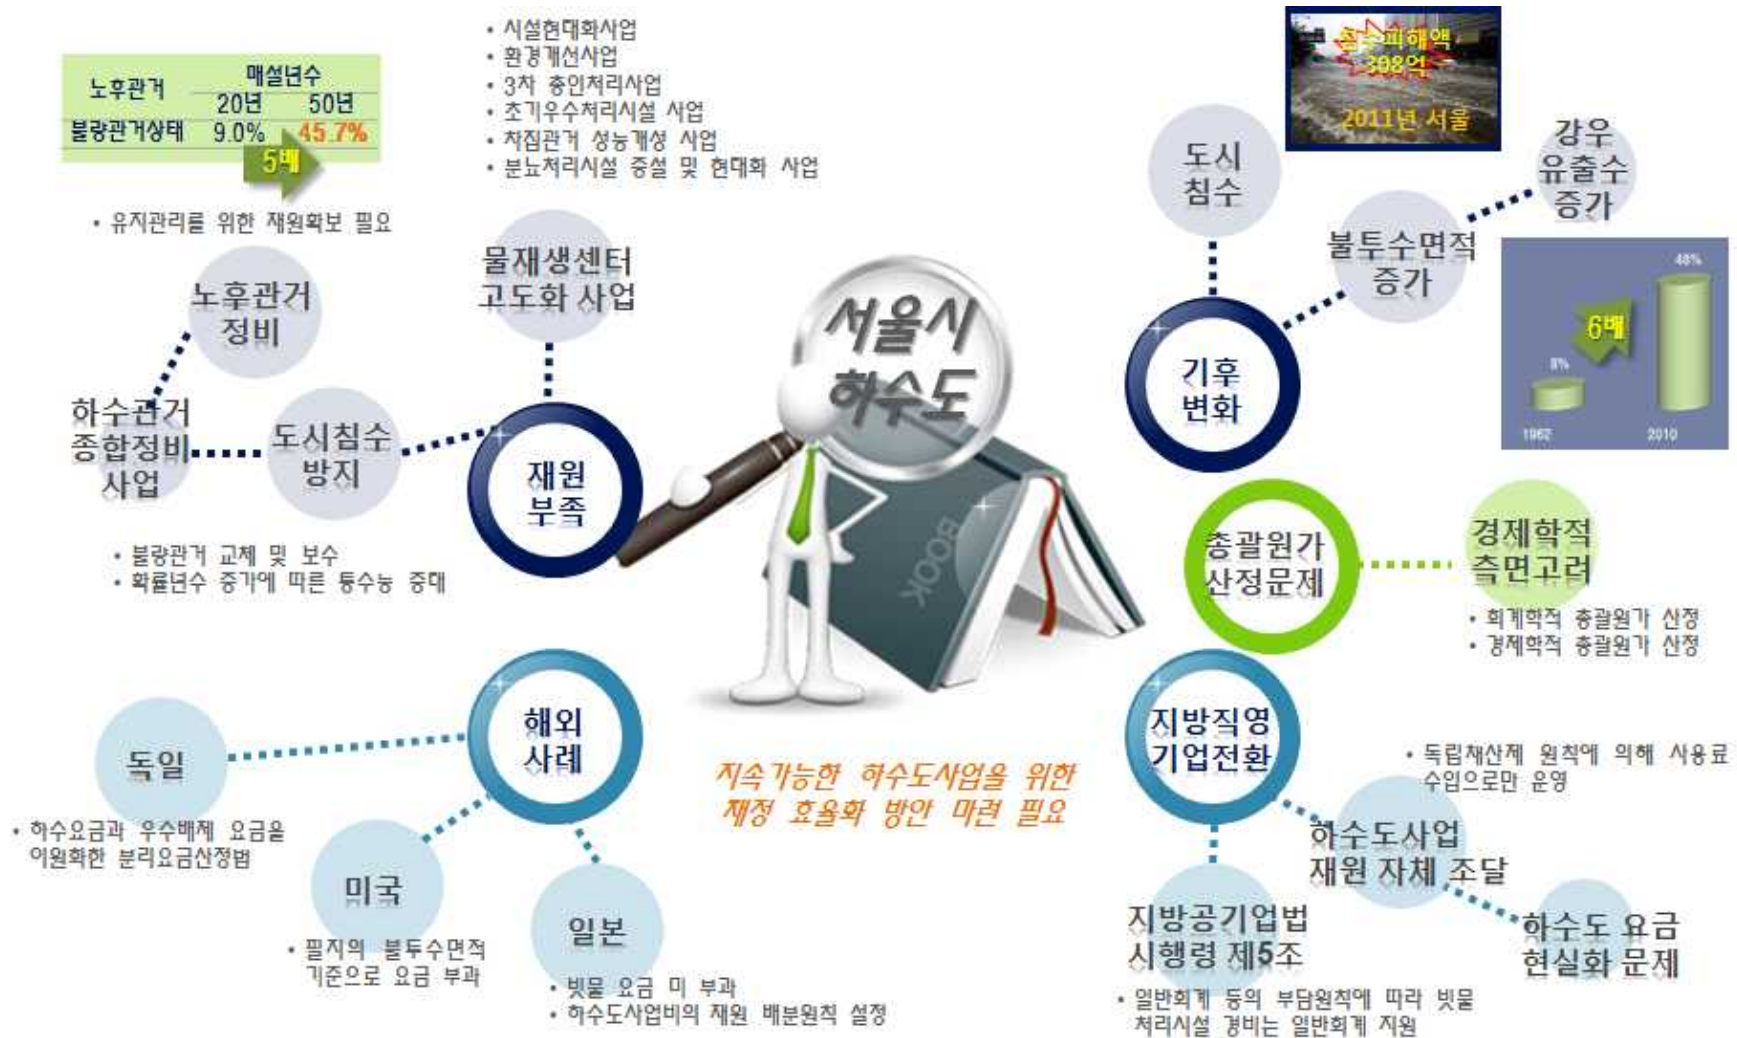 노후관거 매설년수
20년 50년
불량관거상태 9.0% 45.7%
5배
• 유지관리를 위한 재원확보 필요
• 시설현대화사업
• 환경개선사업
• 3차 총인처리사업
• 초기우수처리시설 사업
• 차집관거 성능개성 사업
• 분뇨처리시설 증설 및 현대화 사업
물재생센터
고도화 사업
노후관거
정비
하수관거
종합정비
사업
도시침수
방지
재원
부족
• 불량관거 교체 및 보수
• 확률년수 증가에 따른 통수능 증대
서울시
하수도
BOOK
지속가능한 하수도사업을 위한
재정 효율화 방안 마련 필요
침수피해액
308억
2011년 서울
도시
침수
강우
유출수
증가
불투수면적
증가
기후
변화
48%
6배
8%
1962 2010
총괄원가
산정문제
경제학적
측면고려
• 회계학적 총괄원가 산정
• 경제학적 총괄원가 산정
해외
사례
독일
• 하수요금과 우수배제 요금을
이원화한 분리요금산정법
미국
• 필지의 불투수면적
기준으로 요금 부과
일본
• 빗물 요금 미 부과
• 하수도사업비의 재원 배분원칙 설정
지방직영
기업전환
• 독립채산제 원칙에 의해 사용료
수입으로만 운영
하수도사업
재원 자체 조달
지방공기업법
시행령 제5조
• 일반회계 등의 부담원칙에 따라 빗물
처리시설 경비는 일반회계 지원
하수도 요금
현실화 문제